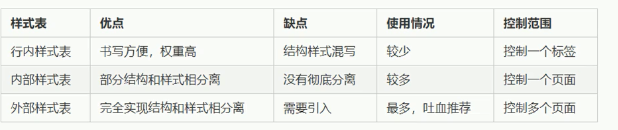 样式表 优点 缺点 使用情况 控制范围
行内样式表 书写方便，权重高 结构样式混写 较少 控制一个标签
内部样式表 部分结构和样式相分离 没有彻底分离 较多 控制一个页面
外部样式表 完全实现结构和样式相分离 需要引入 最多，吐血推荐 控制多个页面